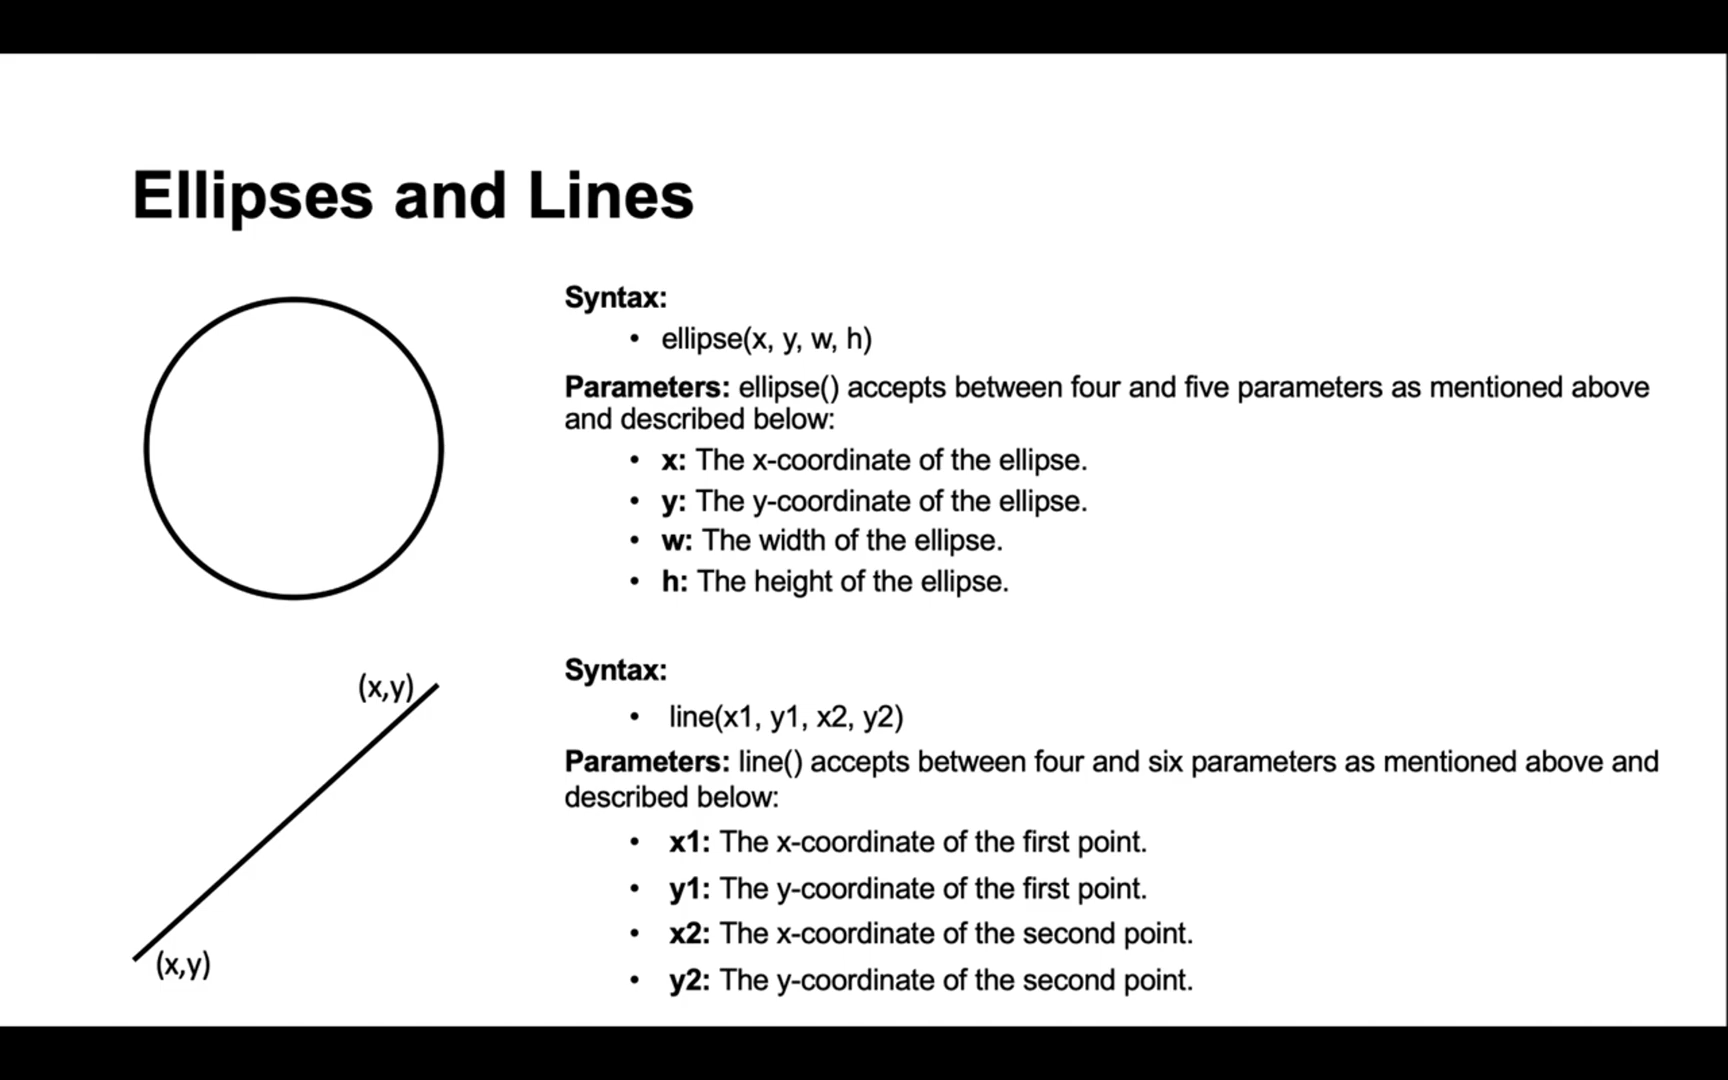 Ellipses and Lines
Syntax:
• ellipse(x, y, w, h)
Parameters: ellipse() accepts between four and five parameters as mentioned above
and described below:
• x: The x-coordinate of the ellipse.
• y: The y-coordinate of the ellipse.
• w: The width of the ellipse.
• h: The height of the ellipse.
(x,y)
(x,y)
Syntax:
• line(x1, y1, x2, y2)
Parameters: line() accepts between four and six parameters as mentioned above and
described below:
• x1: The x-coordinate of the first point.
• y1: The y-coordinate of the first point.
• x2: The x-coordinate of the second point.
• y2: The y-coordinate of the second point.